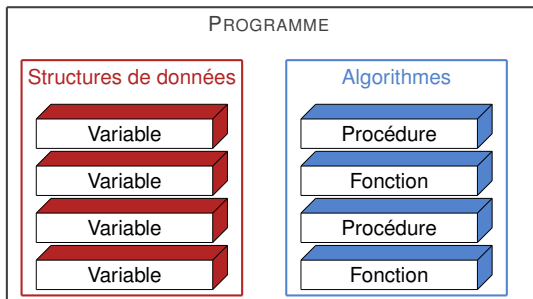 PROGRAMME
Structures de données
Variable
Variable
Variable
Variable
Algorithmes
Procédure
Fonction
Procédure
Fonction